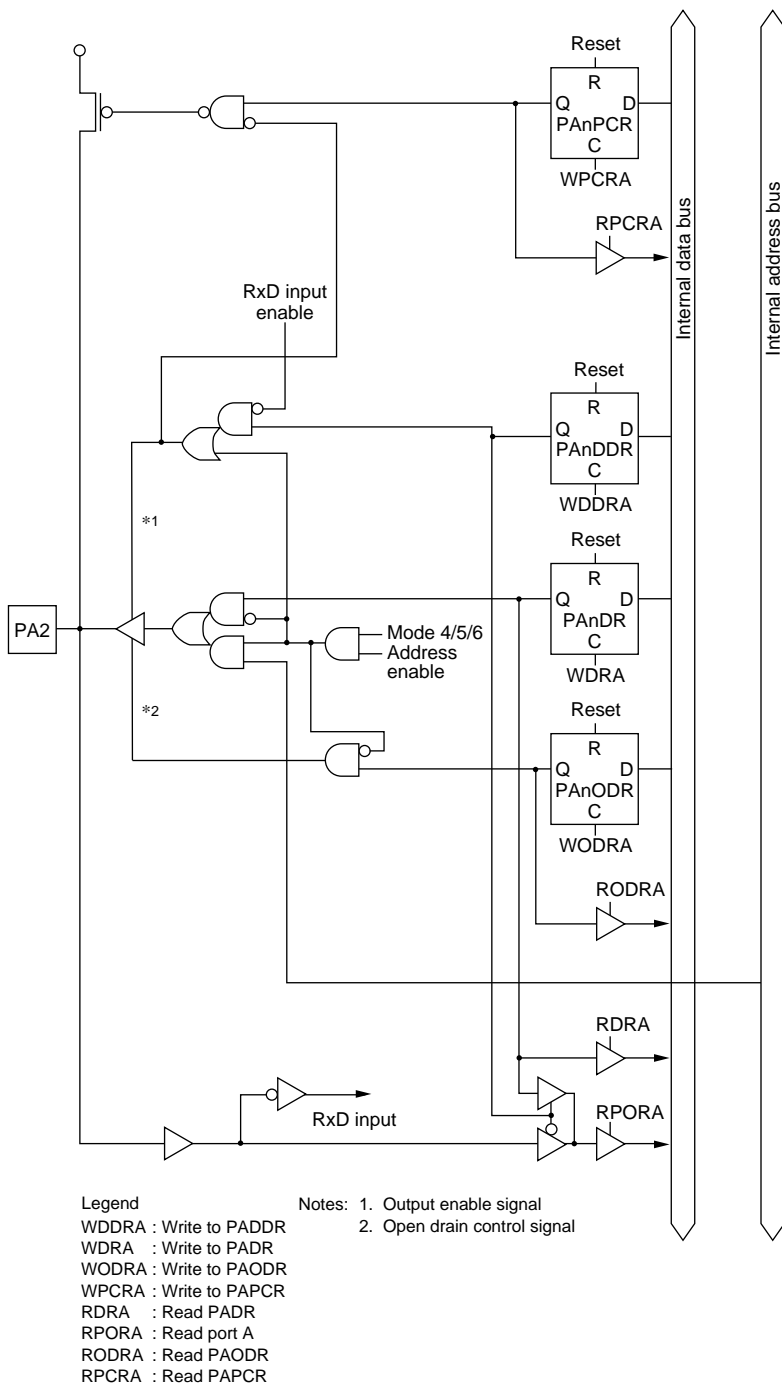 Reset
R
Q D
PAnPCR
C
WPCRA
RPCRA
Internal data bus
Internal address bus
RxD input
enable
Reset
R
Q D
PAnDDR
C
WDDRA
*1
Reset
R
Q D
PAnDR
C
WDRA
PA2
Mode 4/5/6
Address
enable
*2
Reset
R
Q D
PAnODR
C
WODRA
RODRA
RDRA
RxD input
RPORA
Legend
WDDRA : Write to PADDR
WDRA : Write to PADR
WODRA : Write to PAODR
WPCRA : Write to PAPCR
RDRA : Read PADR
RPORA : Read port A
RODRA : Read PAODR
RPCRA : Read PAPCR
Notes: 1. Output enable signal
2. Open drain control signal